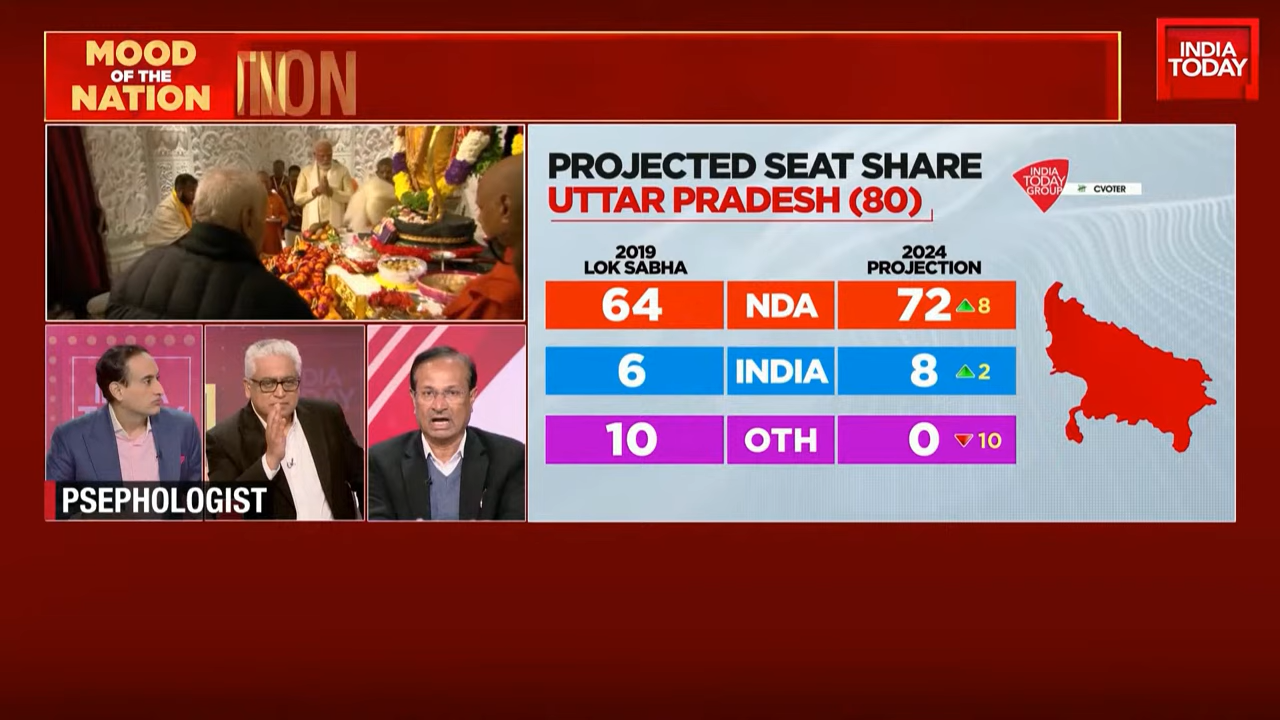 MOOD
OF THE
NATION
INDIA
TODAY
PROJECTED SEAT SHARE
UTTAR PRADESH (80)
INDIA
TODAY
GROUP
CVOTER
2019
LOK SABHA
2024
PROJECTION
64 NDA 72 8
6 INDIA 8 2
10 OTH 0 10
PSEPHOLOGIST